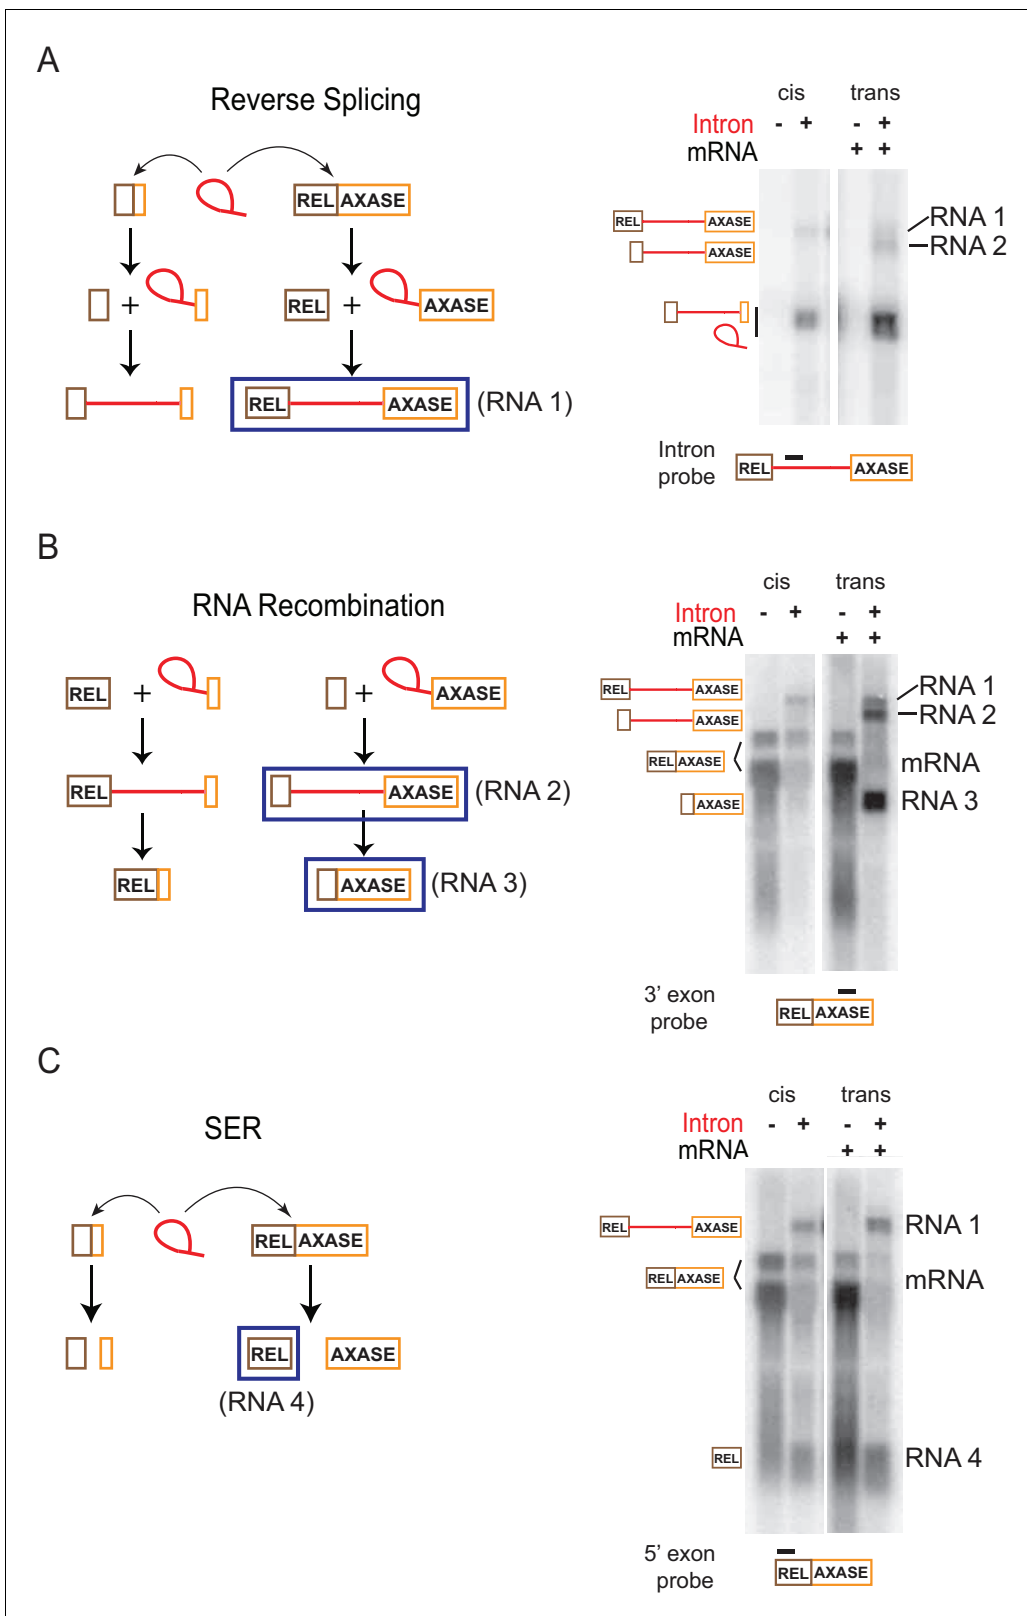 A
Reverse Splicing
cis trans
Intron - + - +
mRNA + +
REL AXASE
REL AXASE
RNA 1
AXASE
RNA 2
REL + AXASE
+
REL AXASE (RNA 1)
Intron
probe
REL AXASE
B
RNA Recombination
cis trans
Intron - + - +
mRNA + +
REL +
+ AXASE
REL AXASE
RNA 1
AXASE
RNA 2
REL AXASE
mRNA
AXASE
RNA 3
REL
AXASE (RNA 2)
REL
AXASE (RNA 3)
3’ exon
probe
REL AXASE
C
SER
cis trans
Intron - + - +
mRNA + +
REL AXASE
REL AXASE
RNA 1
REL AXASE
mRNA
REL AXASE
(RNA 4)
REL
RNA 4
5’ exon
probe
REL AXASE